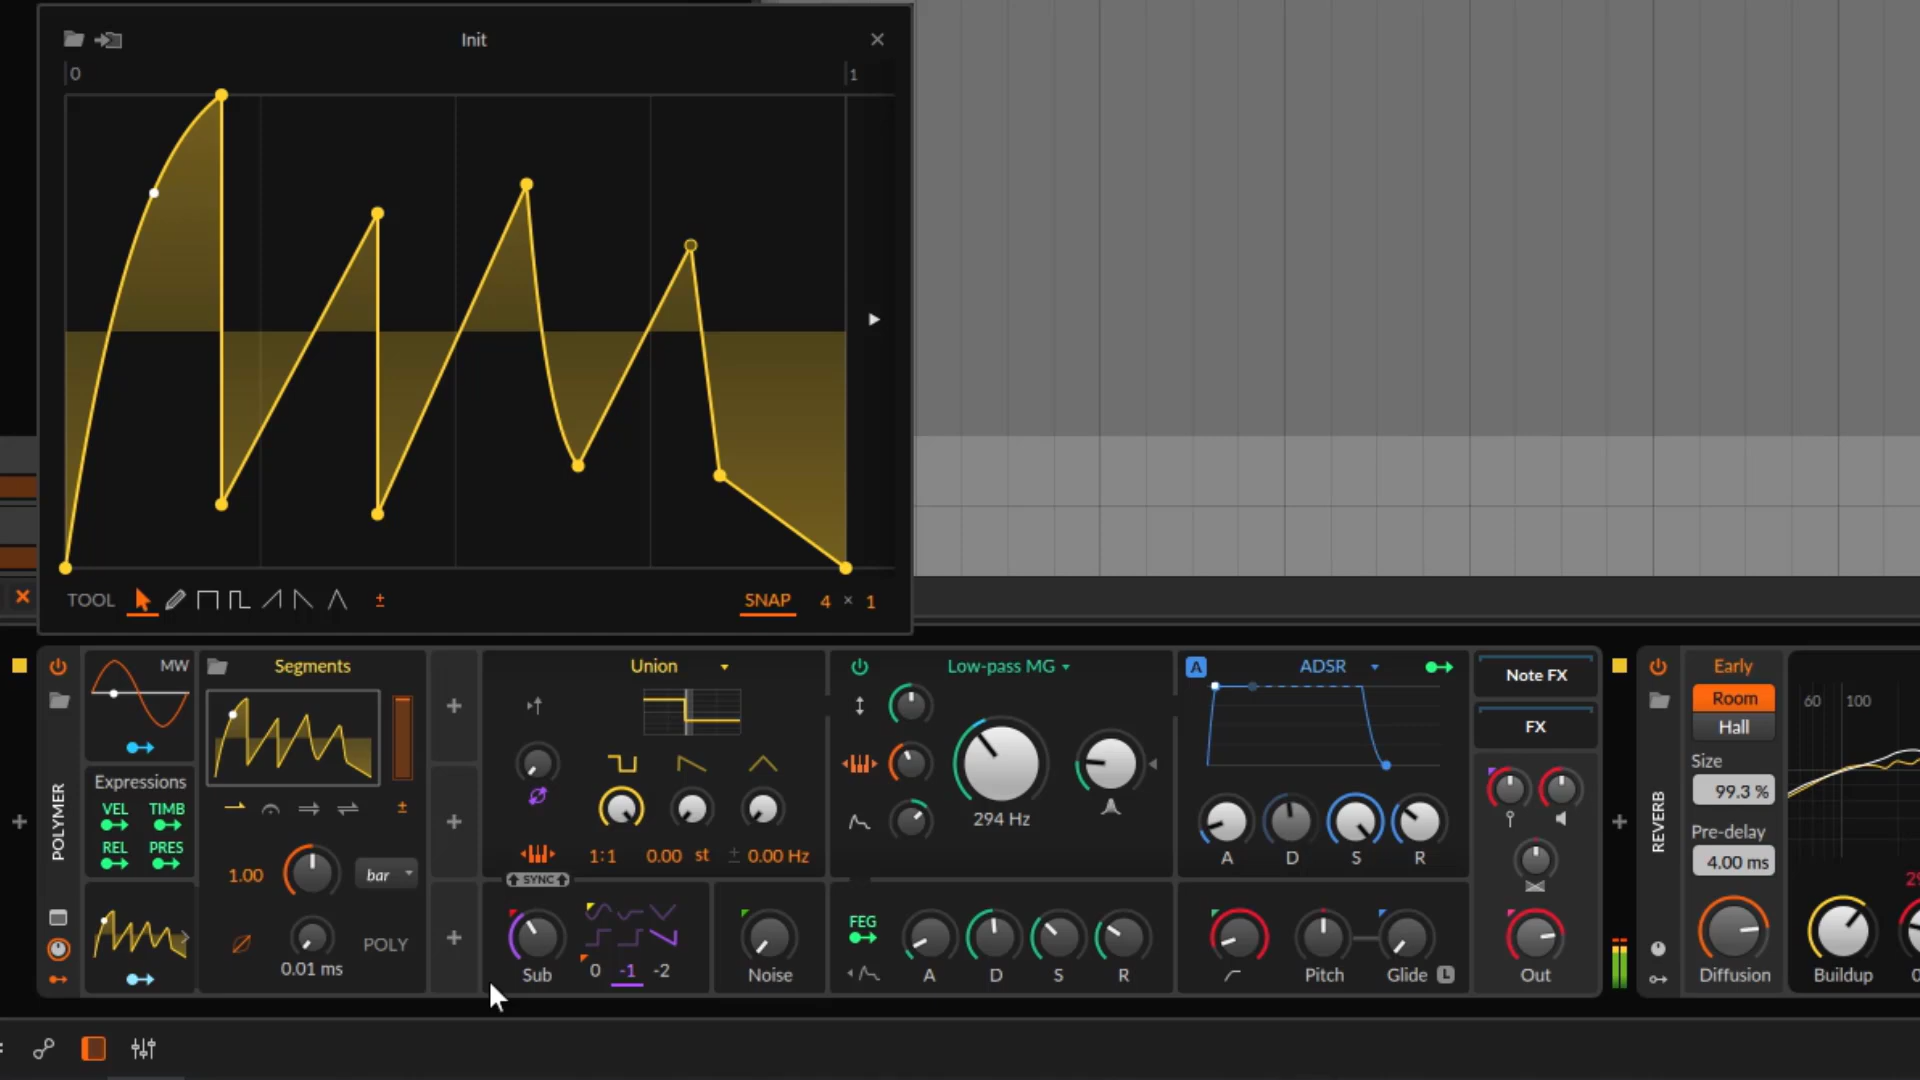 Init
0
1
TOOL
SNAP 4 × 1
MW
Segments
Union
Low-pass MG
A
ADSR
Note FX
FX
Early
Room
Hall
60
100
Size
99.3 %
Pre-delay
4.00 ms
Expressions
VEL TIMB
REL PRES
POLYMER
REVERB
294 Hz
A D S R
1.00
bar
1:1
0.00 st
± 0.00 Hz
SYNC
POLY
0.01 ms
Sub
0 -1 -2
Noise
FEG
A D S R
Pitch
Glide L
Out
Diffusion
Buildup